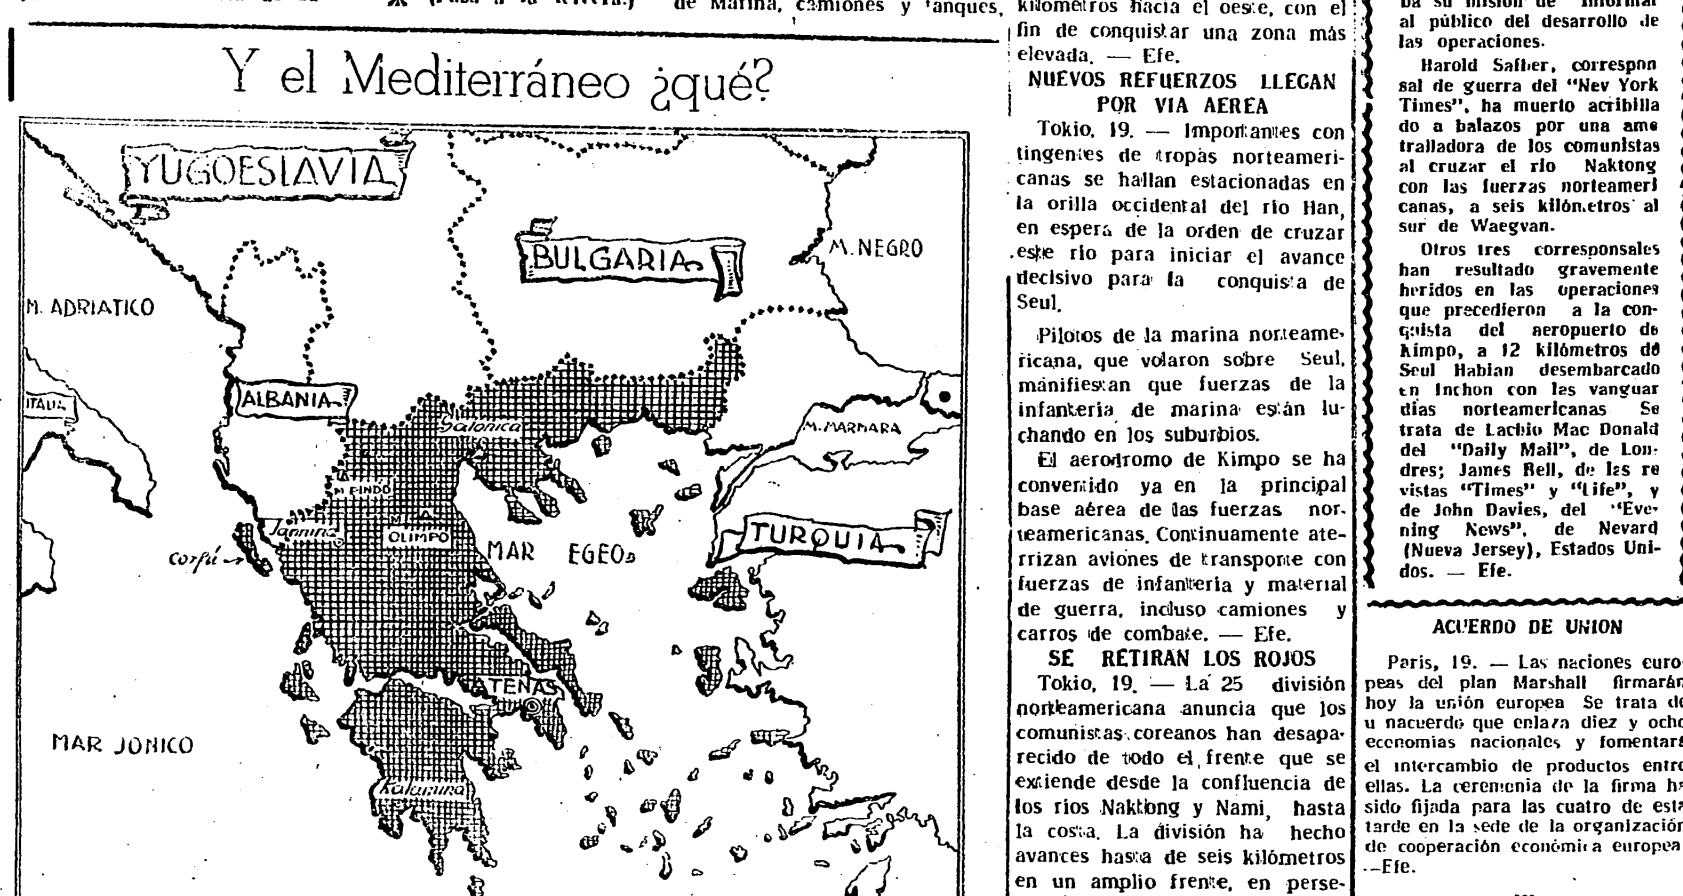 de Marina, camiones y tanques,
Y el Mediterráneo ¿qué?
YUGOESLAVIA
BULGARIA
M. NEGRO
M. ADRIATICO
ITALIA
ALBANIA
Salonica
M. MARMARA
M. PINDO
Jannina
M.
OLIMPO
MAR EGEO
TURQUIA
Corfú
ATENAS
MAR JONICO
Kalamina
kilómetros hacia el oeste, con el
fin de conquistar una zona más
elevada. — Efe.
NUEVOS REFUERZOS LLEGAN
POR VIA AEREA
Tokio, 19. — Importantes con
tingentes de tropas norteameri-
canas se hallan estacionadas en
la orilla occidental del río Han,
en espera de la orden de cruzar
este río para iniciar el avance
decisivo para la conquista de
Seul.
Pilotos de la marina norteame-
ricana, que volaron sobre Seul,
manifiestan que fuerzas de la
infantería de marina están lu-
chando en los suburbios.
El aerodromo de Kimpo se ha
convertido ya en la principal
base aérea de las fuerzas nor-
teamericanas. Continuamente ate-
rrizan aviones de transporte con
fuerzas de infantería y material
de guerra, incluso camiones y
carros de combate. — Efe.
SE RETIRAN LOS ROJOS
Tokio, 19. — La 25 división
norteamericana anuncia que los
comunistas coreanos han desapa-
recido de todo el frente que se
extiende desde la confluencia de
los rios Naktong y Nami, hasta
la costa. La división ha hecho
avances hasta de seis kilómetros
en un amplio frente, en perse-
ba su misión de informar
al público del desarrollo de
las operaciones.
Harold Safler, correspon
sal de guerra del "Nev York
Times", ha muerto acribilla
do a balazos por una ame
tralladora de los comunistas
al cruzar el río Naktong
con las fuerzas norteameri
canas, a seis kilómetros al
sur de Waegvan.
Otros tres corresponsales
han resultado gravemente
heridos en las operaciones
que precedieron a la con-
quista del aeropuerto de
Kimpo, a 12 kilómetros de
Seul Habian desembarcado
en Inchon con las vanguar
dias norteamericanas Se
trata de Lachio Mac Donald
del "Daily Mail", de Lon-
dres; James Bell, de las re
vistas "Times" y "Life", y
de John Davies, del "Eve-
ning News", de Nevard
(Nueva Jersey), Estados Uni-
dos. — Efe.
ACUERDO DE UNION
Paris, 19. — Las naciones euro-
peas del plan Marshall firmarán
hoy la unión europea Se trata de
u nacuerdo que enlaza diez y ocho
economias nacionales y fomentará
el intercambio de productos entre
ellas. La ceremonia de la firma ha
sido fijada para las cuatro de esta
tarde en la sede de la organización
de cooperación económica europea
—Efe.